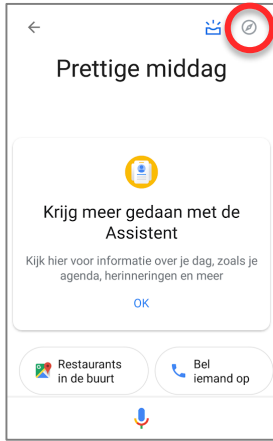 Prettige middag
Krijg meer gedaan met de
Assistent
Kijk hier voor informatie over je dag, zoals je
agenda, herinneringen en meer
OK
Restaurants
in de buurt
Bel
iemand op